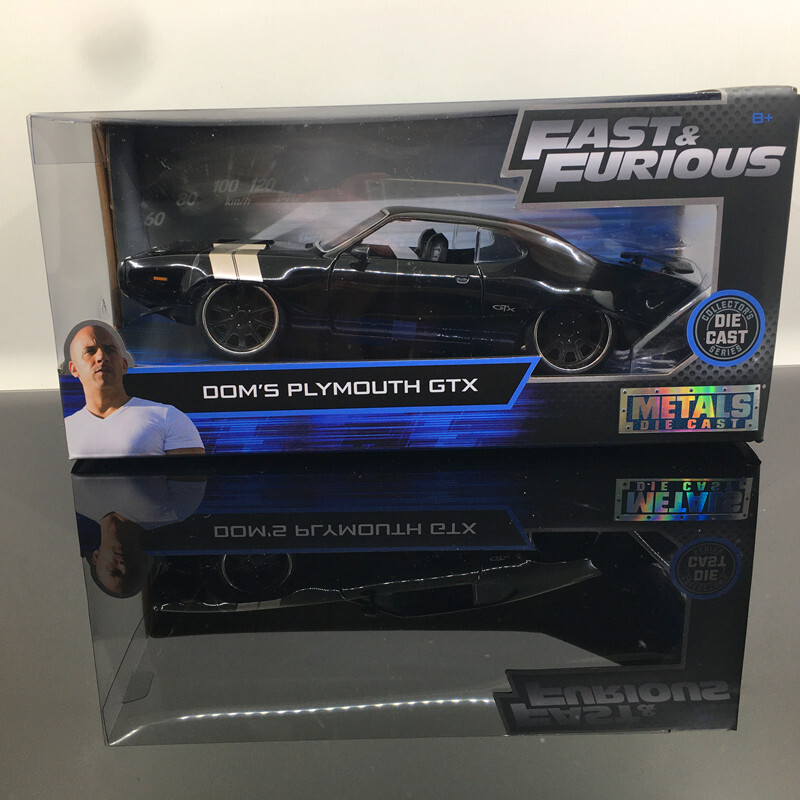 FAST &
FURIOUS
8+
60
80
100
120
km/h
GTX
COLLECTOR'S
DIE
CAST
SERIES
DOM'S PLYMOUTH GTX
METALS
DIE CAST